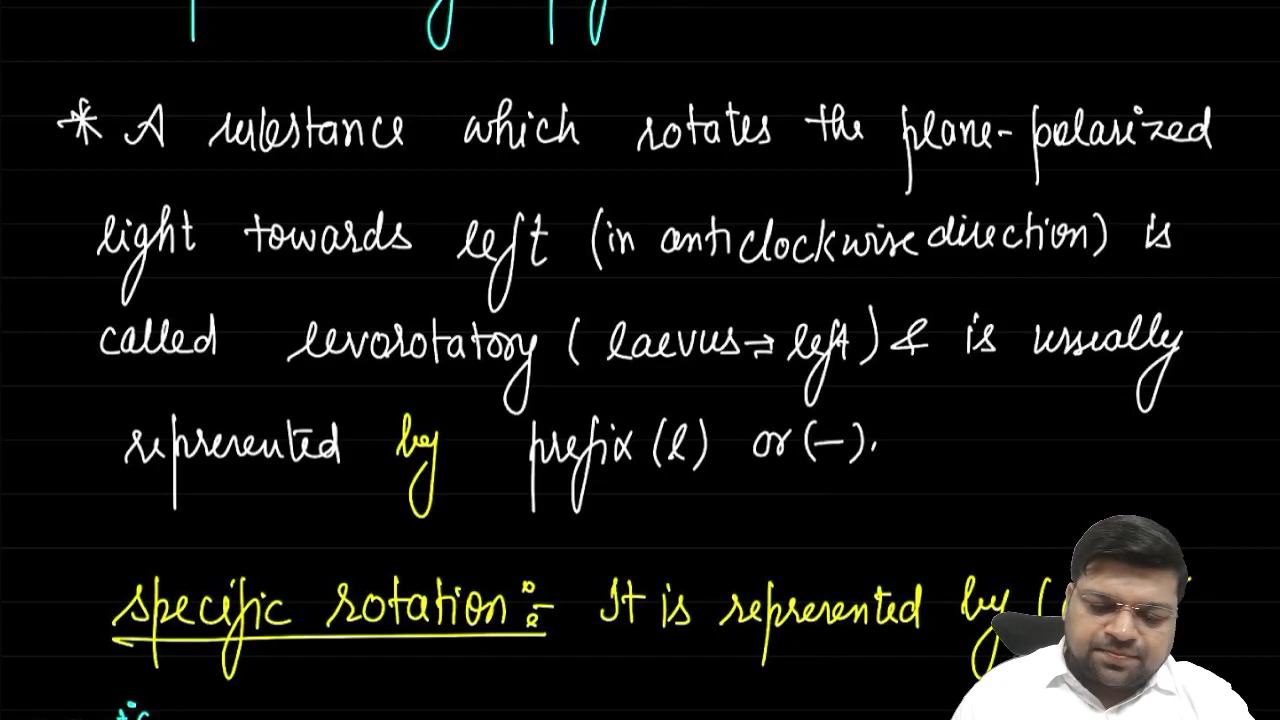 * A substance which rotates the plane-polarized
light towards left (in anticlockwise direction) is
called levorotatory (laevus → left) & is usually
represented by prefix (l) or (−).
specific rotation :- It is represented by (